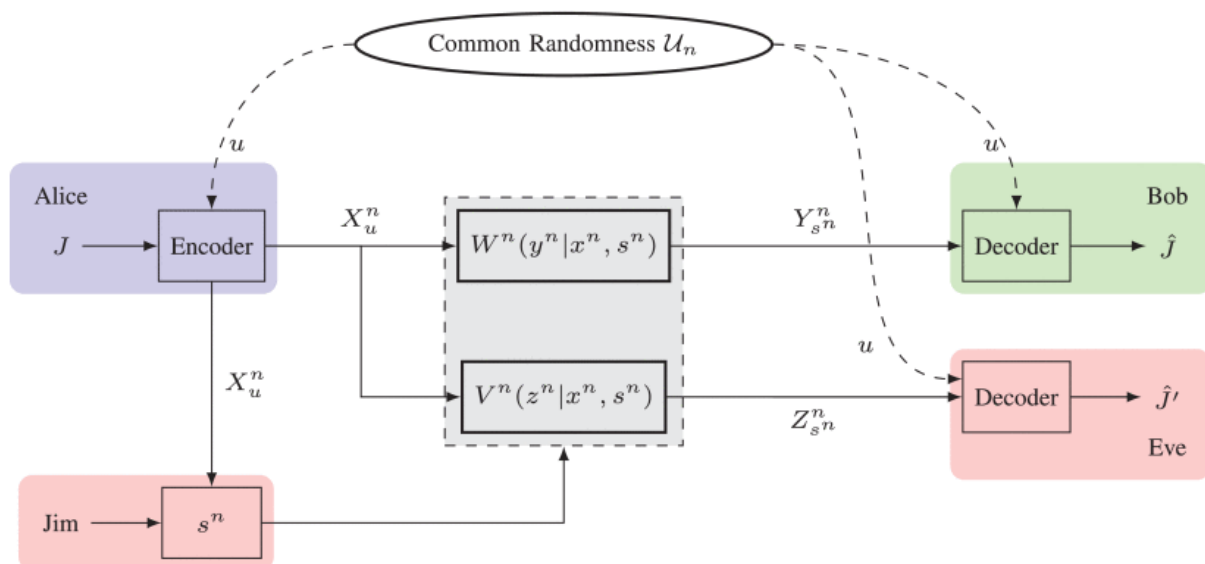 Common Randomness 𝒰ₙ
u
u
Alice
Bob
J
Encoder
Xᵤⁿ
Wⁿ(yⁿ|xⁿ, sⁿ)
Yₛₙⁿ
Decoder
Ĵ
Xᵤⁿ
u
Vⁿ(zⁿ|xⁿ, sⁿ)
Zₛₙⁿ
Decoder
Ĵ′
Eve
Jim
sⁿ